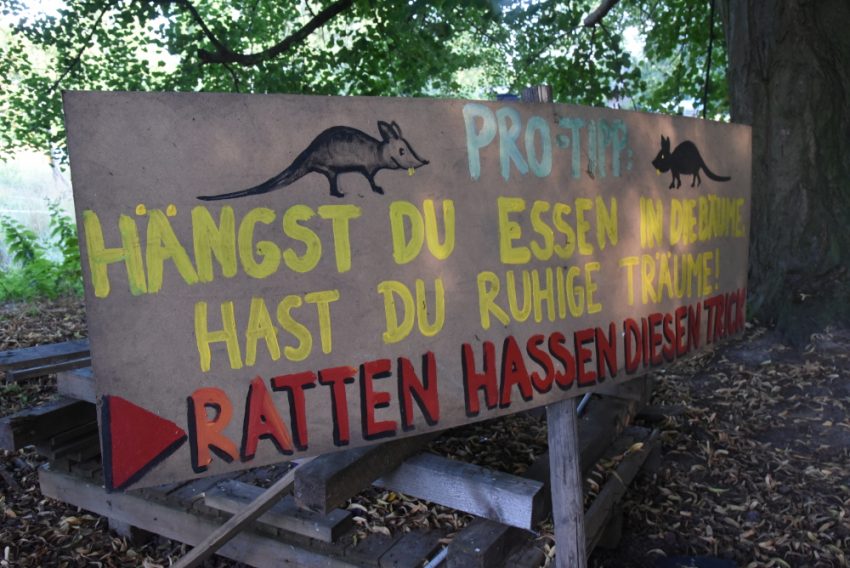 PRO-TIPP:
HÄNGST DU ESSEN IN DIE BÄUME
HAST DU RUHIGE TRÄUME!
RATTEN HASSEN DIESEN TRICK